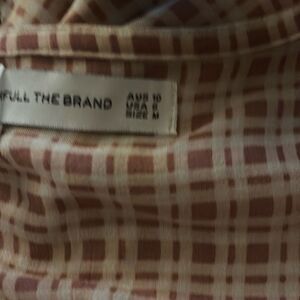 FULL THE BRAND
AUS 10
USA 6
SIZE M